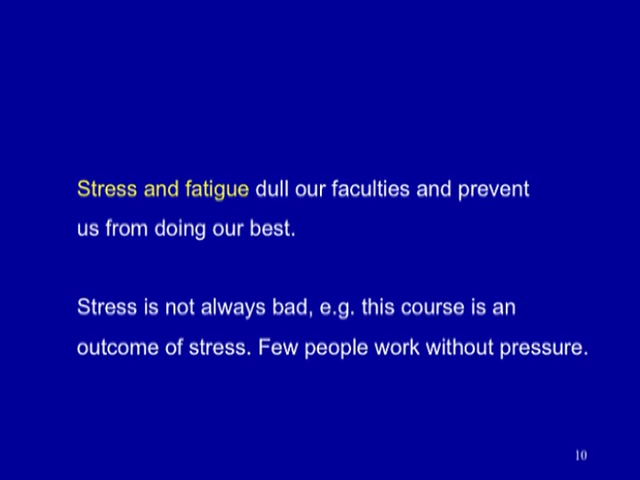 Stress and fatigue dull our faculties and prevent
us from doing our best.
Stress is not always bad, e.g. this course is an
outcome of stress. Few people work without pressure.
10